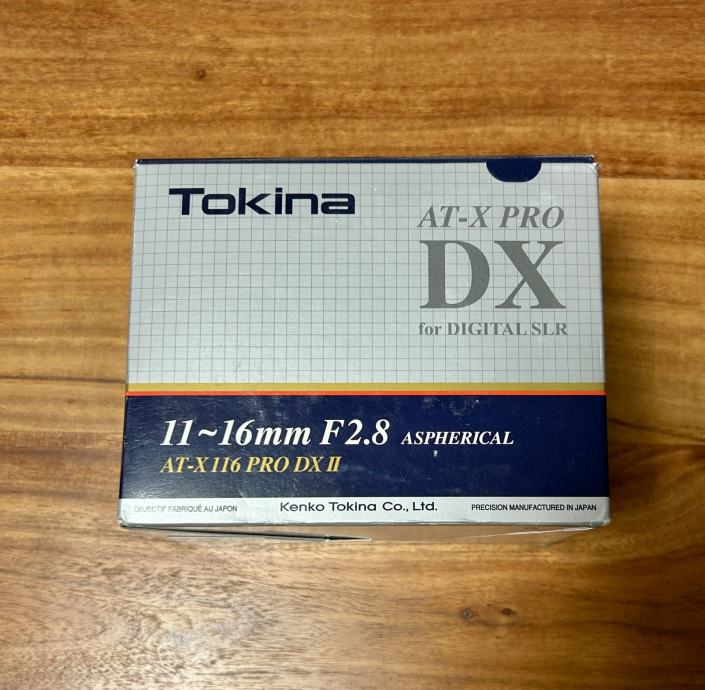 Tokina
AT-X PRO
DX
for DIGITAL SLR
11~16mm F2.8 ASPHERICAL
AT-X116 PRO DX II
OBJECTIF FABRIQUÉ AU JAPON
Kenko Tokina Co., Ltd.
PRECISION MANUFACTURED IN JAPAN